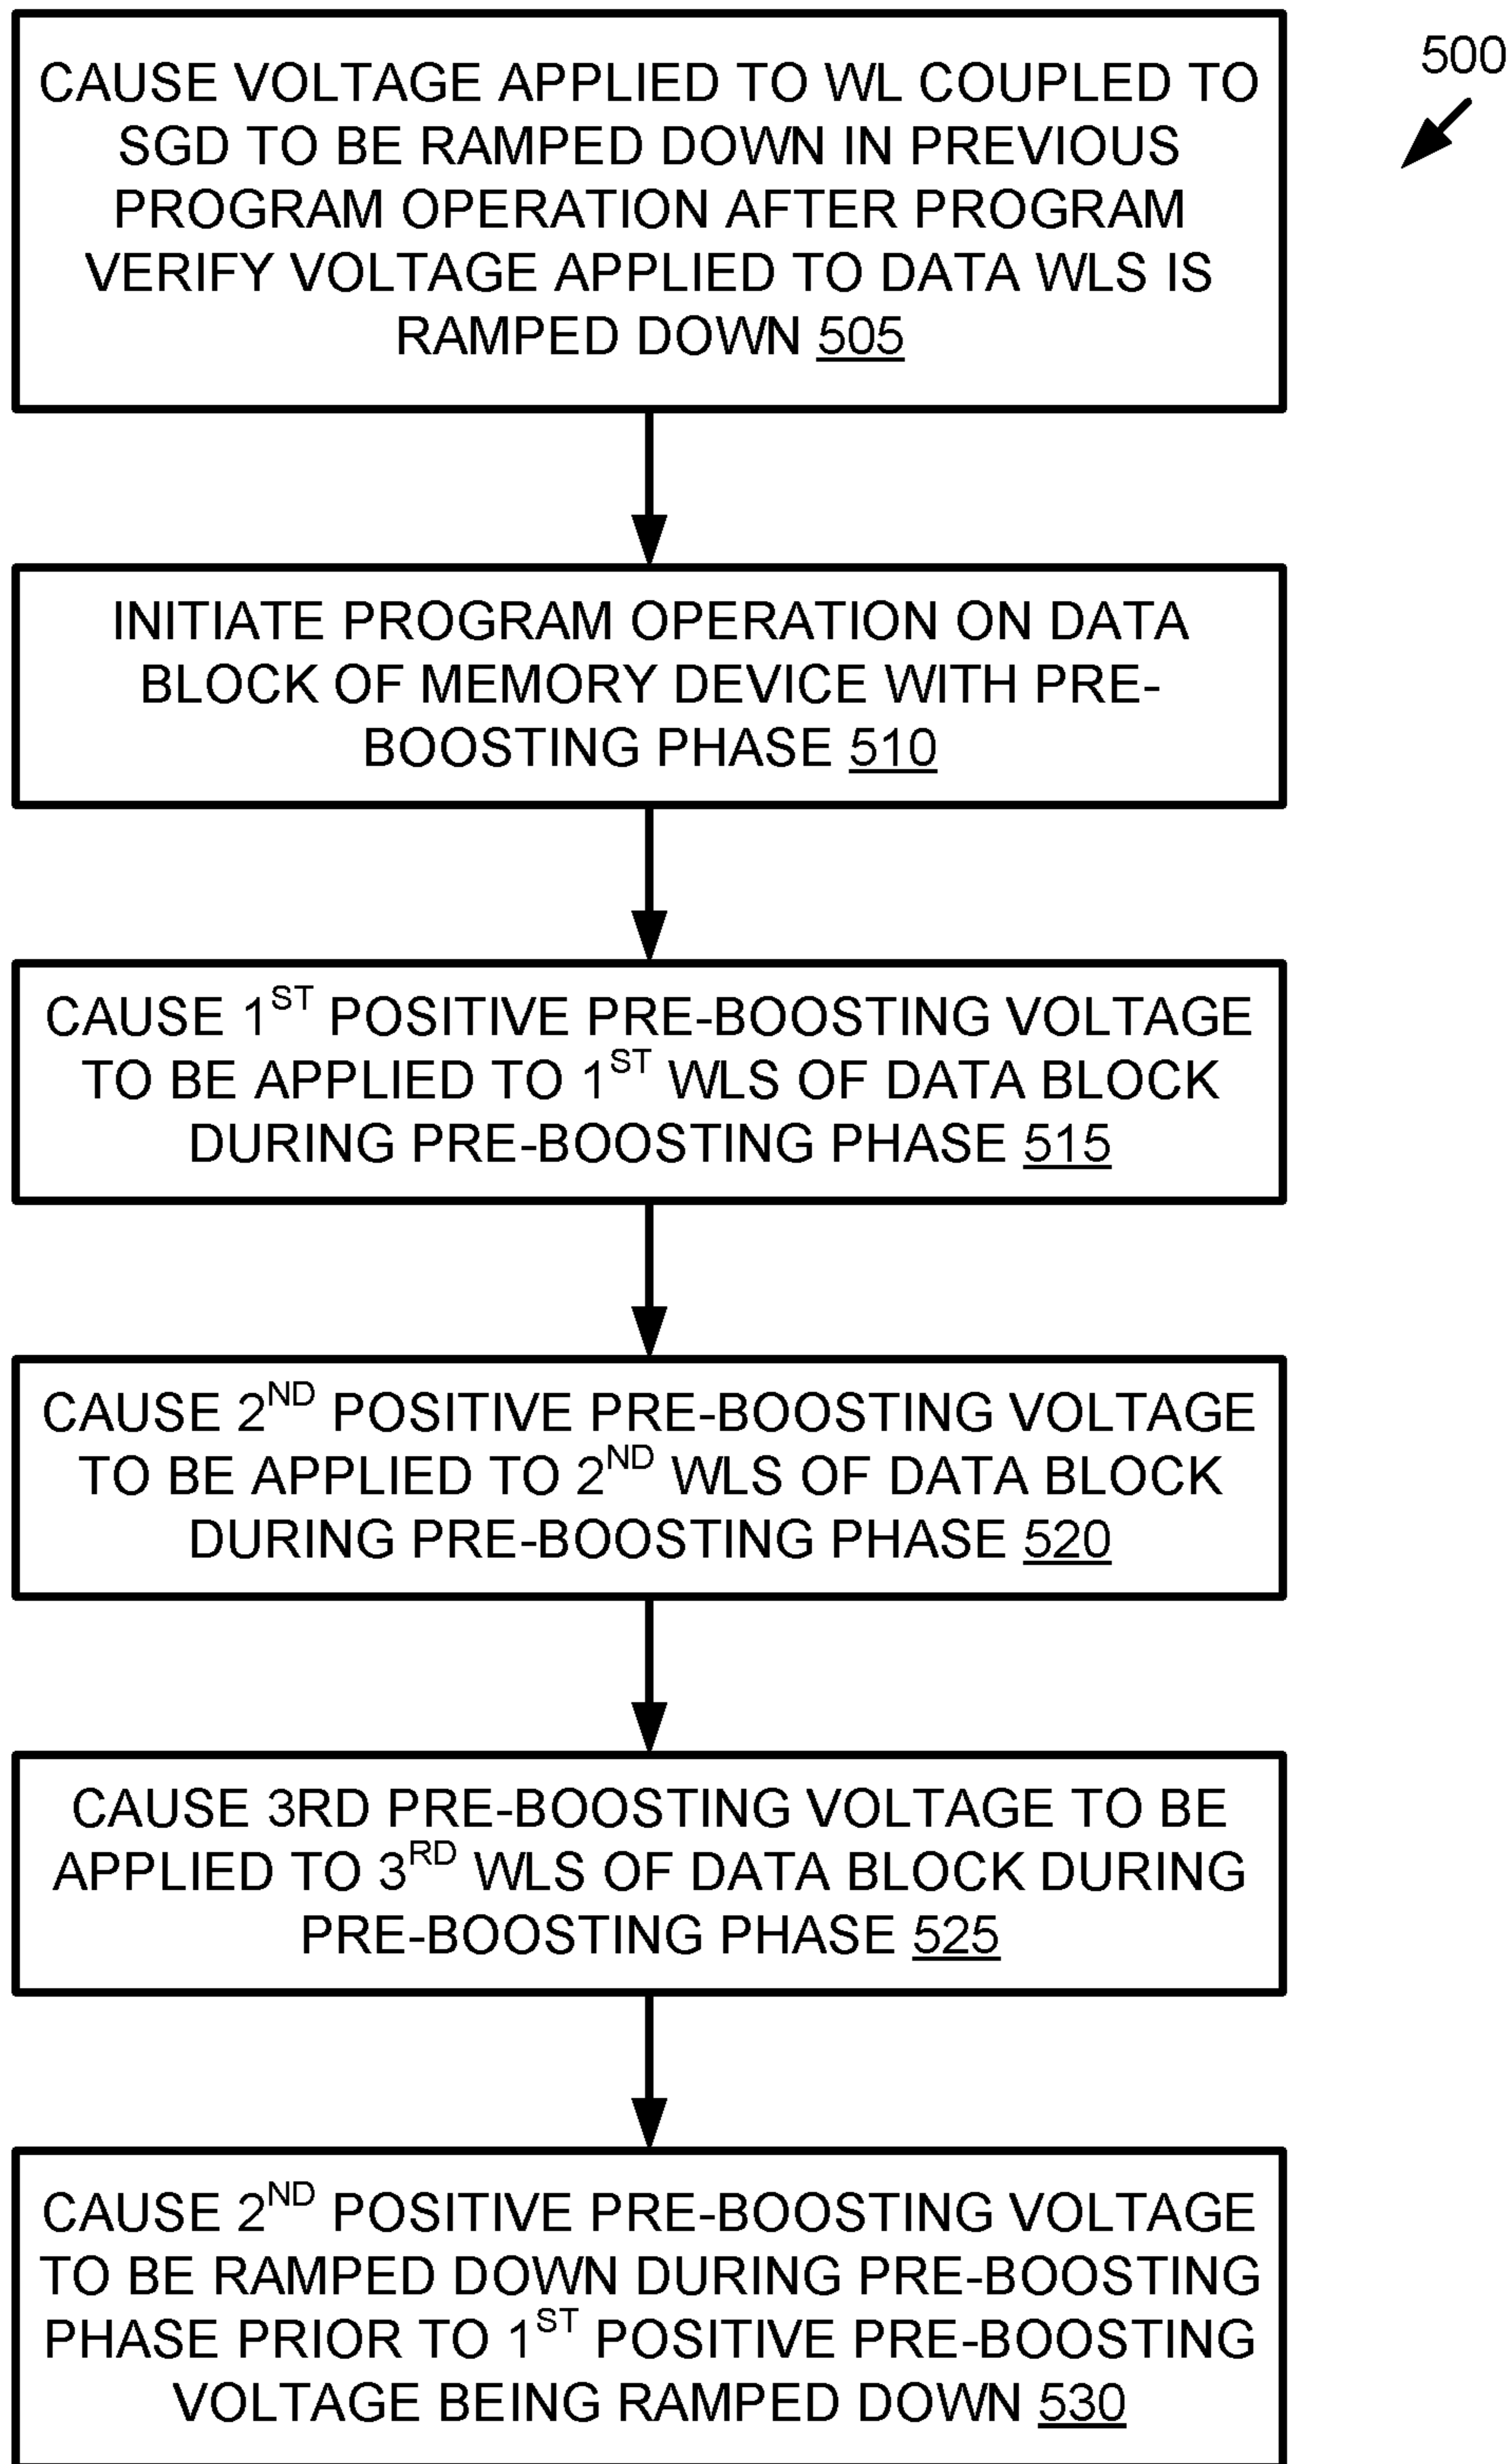 500
CAUSE VOLTAGE APPLIED TO WL COUPLED TO
SGD TO BE RAMPED DOWN IN PREVIOUS
PROGRAM OPERATION AFTER PROGRAM
VERIFY VOLTAGE APPLIED TO DATA WLS IS
RAMPED DOWN 505
INITIATE PROGRAM OPERATION ON DATA
BLOCK OF MEMORY DEVICE WITH PRE-
BOOSTING PHASE 510
CAUSE 1ST POSITIVE PRE-BOOSTING VOLTAGE
TO BE APPLIED TO 1ST WLS OF DATA BLOCK
DURING PRE-BOOSTING PHASE 515
CAUSE 2ND POSITIVE PRE-BOOSTING VOLTAGE
TO BE APPLIED TO 2ND WLS OF DATA BLOCK
DURING PRE-BOOSTING PHASE 520
CAUSE 3RD PRE-BOOSTING VOLTAGE TO BE
APPLIED TO 3RD WLS OF DATA BLOCK DURING
PRE-BOOSTING PHASE 525
CAUSE 2ND POSITIVE PRE-BOOSTING VOLTAGE
TO BE RAMPED DOWN DURING PRE-BOOSTING
PHASE PRIOR TO 1ST POSITIVE PRE-BOOSTING
VOLTAGE BEING RAMPED DOWN 530